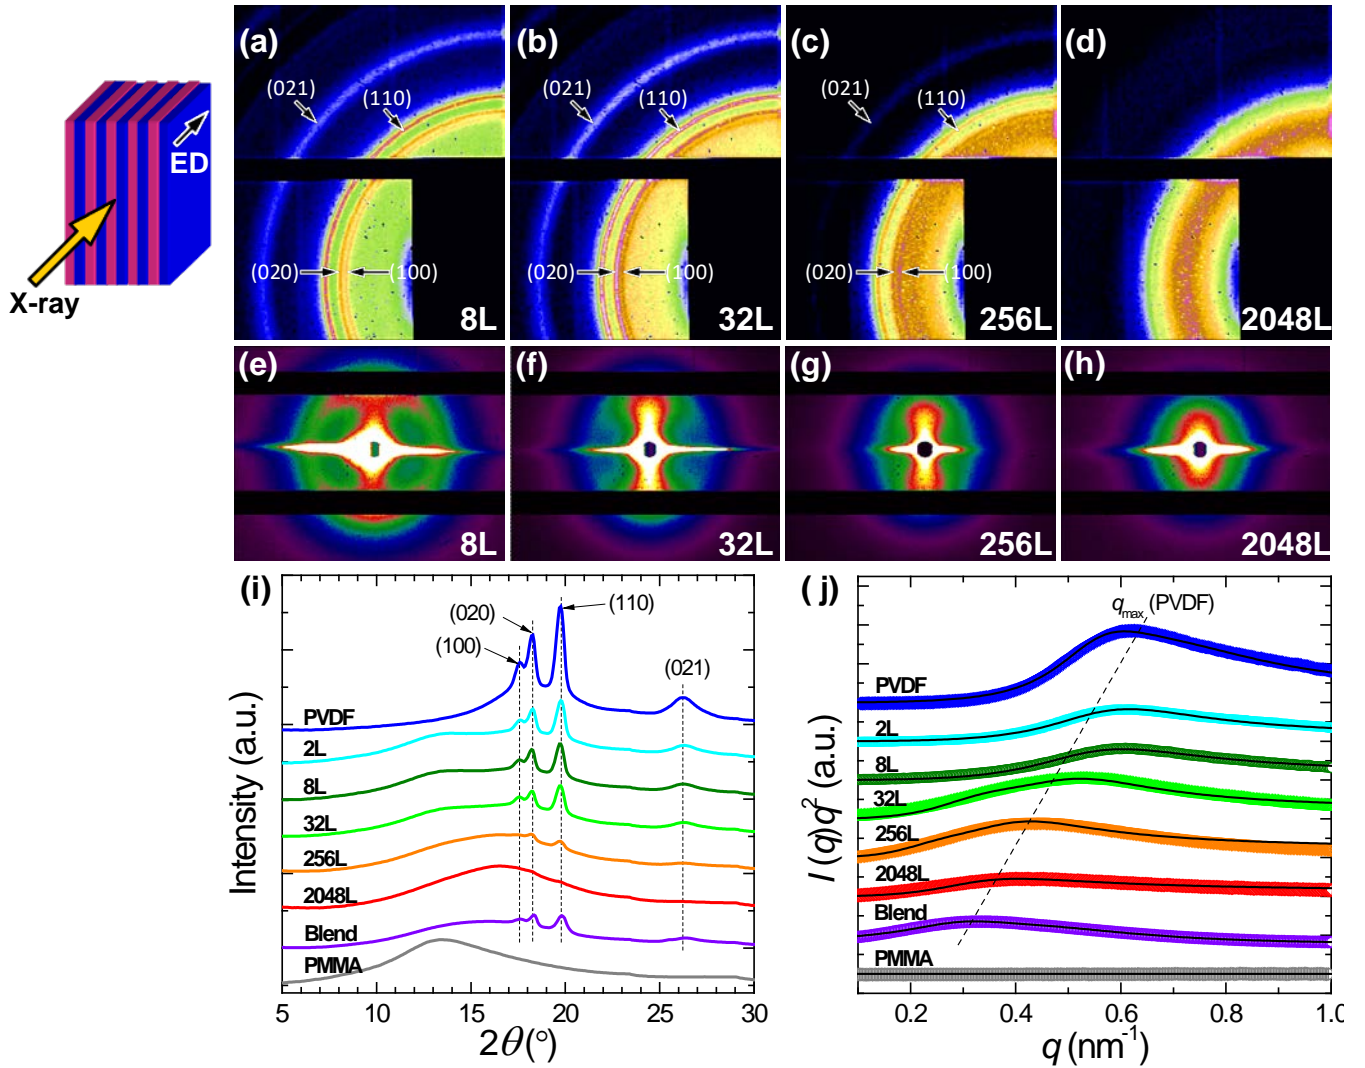 ED
X-ray
(a)
(021)
(110)
(020)
(100)
8L
(b)
(021)
(110)
(020)
(100)
32L
(c)
(021)
(110)
(020)
(100)
256L
(d)
2048L
(e)
8L
(f)
32L
(g)
256L
(h)
2048L
(i)
(110)
(020)
(100)
(021)
PVDF
2L
8L
32L
256L
2048L
Blend
PMMA
Intensity (a.u.)
5 10 15 20 25 30
2θ (°)
(j)
qmax (PVDF)
PVDF
2L
8L
32L
256L
2048L
Blend
PMMA
I (q)q² (a.u.)
0.2 0.4 0.6 0.8 1.0
q (nm⁻¹)